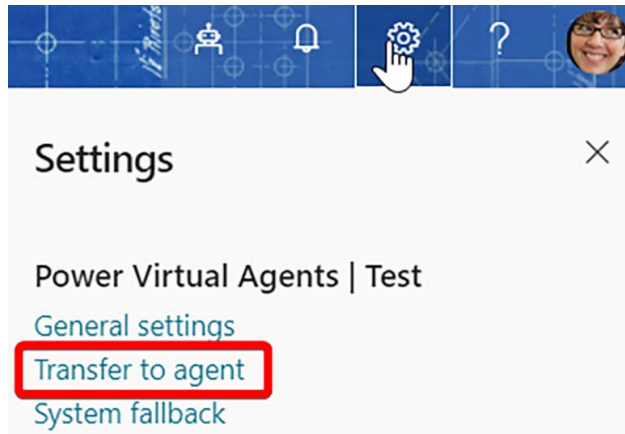 ?
Settings
Power Virtual Agents | Test
General settings
Transfer to agent
System fallback